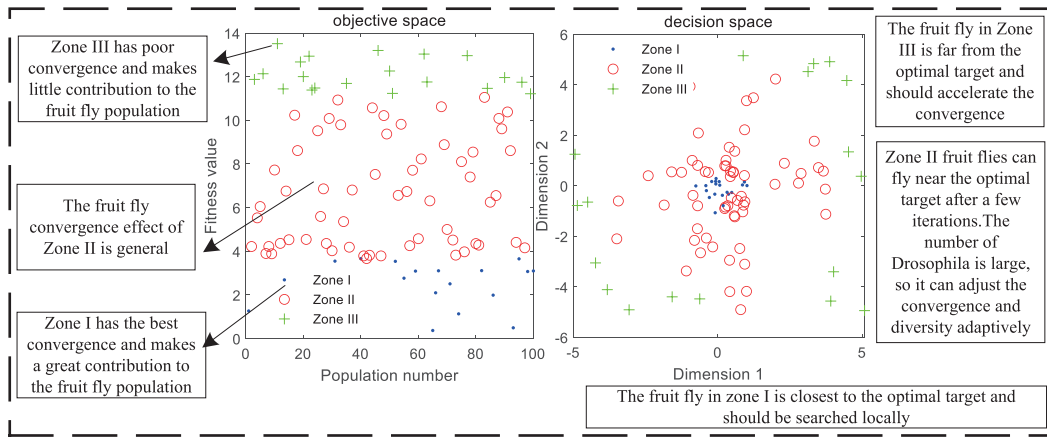 Zone III has poor
convergence and makes
little contribution to the
fruit fly population
The fruit fly
convergence effect of
Zone II is general
Zone I has the best
convergence and makes
a great contribution to
the fruit fly population
objective space
14
12
10
8
6
4
2
0
Fitness value
Zone I
Zone II
Zone III
0
20
40
60
80
100
Population number
decision space
6
4
2
0
-2
-4
-6
Dimension 2
Zone I
Zone II
Zone III
-5
0
5
Dimension 1
The fruit fly in Zone
III is far from the
optimal target and
should accelerate the
convergence
Zone II fruit flies can
fly near the optimal
target after a few
iterations.The
number of
Drosophila is large,
so it can adjust the
convergence and
diversity adaptively
The fruit fly in zone I is closest to the optimal target and
should be searched locally